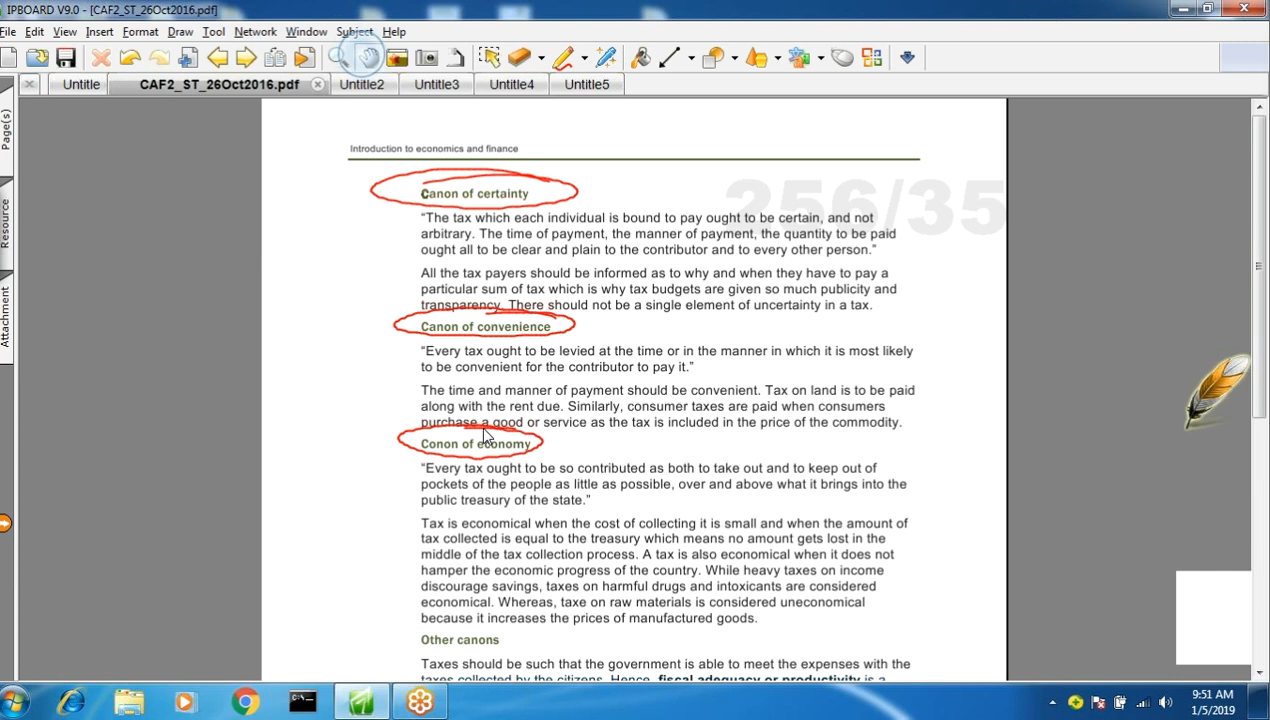 IPBOARD V9.0 - [CAF2_ST_26Oct2016.pdf]
File Edit View Insert Format Draw Tool Network Window Subject Help
Untitle CAF2_ST_26Oct2016.pdf Untitle2 Untitle3 Untitle4 Untitle5
Page(s)
Resource
Attachment
Introduction to economics and finance
256/35
Canon of certainty
“The tax which each individual is bound to pay ought to be certain, and not
arbitrary. The time of payment, the manner of payment, the quantity to be paid
ought all to be clear and plain to the contributor and to every other person.”
All the tax payers should be informed as to why and when they have to pay a
particular sum of tax which is why tax budgets are given so much publicity and
transparency. There should not be a single element of uncertainty in a tax.
Canon of convenience
“Every tax ought to be levied at the time or in the manner in which it is most likely
to be convenient for the contributor to pay it.”
The time and manner of payment should be convenient. Tax on land is to be paid
along with the rent due. Similarly, consumer taxes are paid when consumers
purchase a good or service as the tax is included in the price of the commodity.
Conon of economy
“Every tax ought to be so contributed as both to take out and to keep out of
pockets of the people as little as possible, over and above what it brings into the
public treasury of the state.”
Tax is economical when the cost of collecting it is small and when the amount of
tax collected is equal to the treasury which means no amount gets lost in the
middle of the tax collection process. A tax is also economical when it does not
hamper the economic progress of the country. While heavy taxes on income
discourage savings, taxes on harmful drugs and intoxicants are considered
economical. Whereas, taxe on raw materials is considered uneconomical
because it increases the prices of manufactured goods.
Other canons
Taxes should be such that the government is able to meet the expenses with the
taxes collected by the citizens. Hence, fiscal adequacy or productivity is a
9:51 AM
1/5/2019